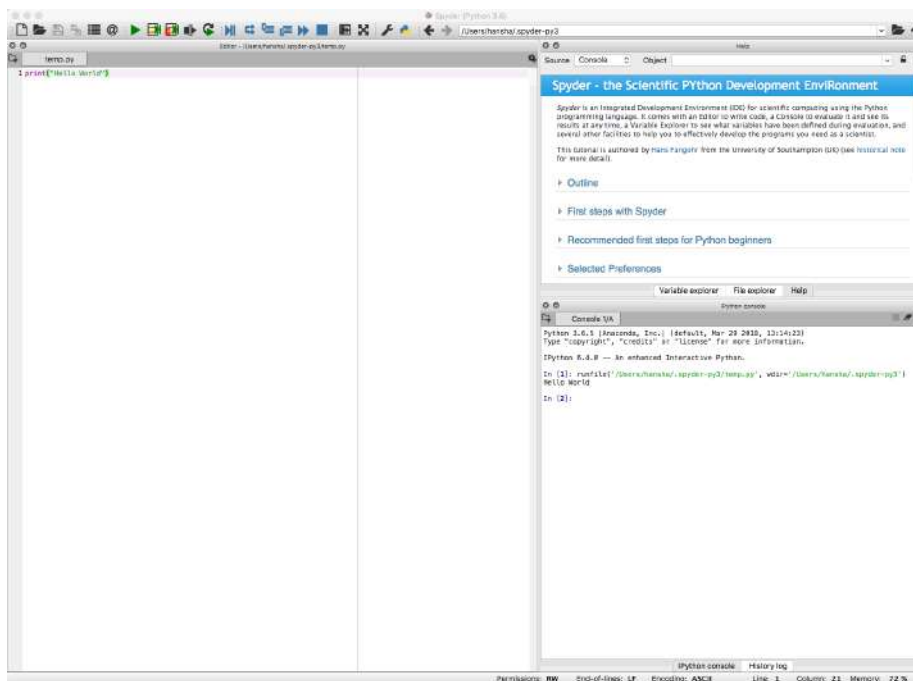 Spyder (Python 3.6)
/Users/hansha/.spyder-py3
Editor - /Users/hansha/.spyder-py3/temp.py
temp.py
1 print("Hello World")
Help
Source Console Object
Spyder - the Scientific PYthon Development EnviRonment
Spyder is an Integrated Development Environment (IDE) for scientific computing using the Python
programming language. It comes with an Editor to write code, a Console to evaluate it and see its
results at any time, a Variable Explorer to see what variables have been defined during evaluation, and
several other facilities to help you to effectively develop the programs you need as a scientist.
This tutorial is authored by Hans Fangohr from the University of Southampton (UK) (see historical note
for more detail).
Outline
First steps with Spyder
Recommended first steps for Python beginners
Selected Preferences
Variable explorer File explorer Help
IPython console
Console 1/A
Python 3.6.5 |Anaconda, Inc.| (default, Mar 29 2018, 13:14:23)
Type "copyright", "credits" or "license" for more information.
IPython 6.4.0 -- An enhanced Interactive Python.
In [1]: runfile('/Users/hansha/.spyder-py3/temp.py', wdir='/Users/hansha/.spyder-py3')
Hello World
In [2]:
IPython console History log
Permissions: RW End-of-lines: LF Encoding: ASCII Line: 1 Column: 21 Memory: 72 %